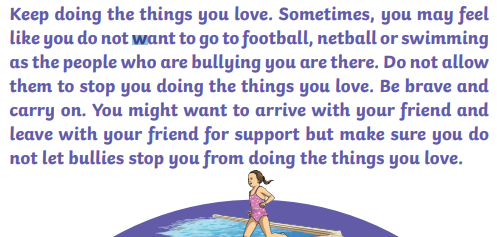 Keep doing the things you love. Sometimes, you may feel
like you do not want to go to football, netball or swimming
as the people who are bullying you are there. Do not allow
them to stop you doing the things you love. Be brave and
carry on. You might want to arrive with your friend and
leave with your friend for support but make sure you do
not let bullies stop you from doing the things you love.